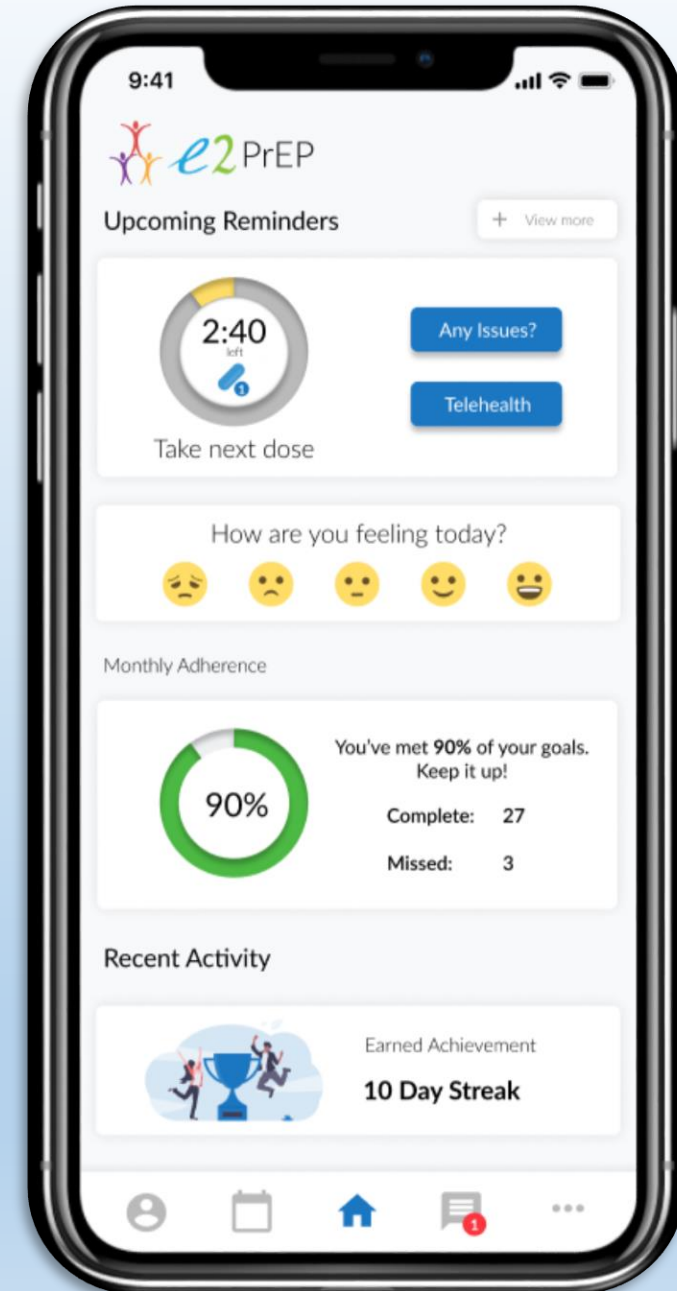 9:41
e2 PrEP
Upcoming Reminders
+ View more
2:40
left
1
Take next dose
Any Issues?
Telehealth
How are you feeling today?
Monthly Adherence
90%
You've met 90% of your goals.
Keep it up!
Complete: 27
Missed: 3
Recent Activity
Earned Achievement
10 Day Streak
1